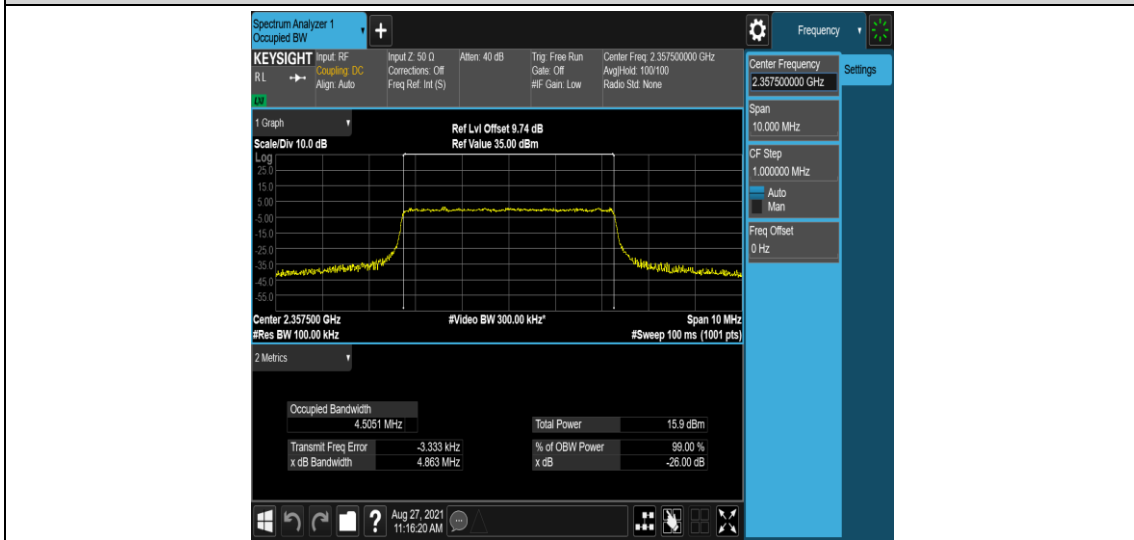 Spectrum Analyzer 1
Occupied BW
+
Frequency
KEYSIGHT
RL
LXI
Input: RF
Coupling: DC
Align: Auto
Input Z: 50 Ω
Corrections: Off
Freq Ref: Int (S)
Atten: 40 dB
Trig: Free Run
Gate: Off
#IF Gain: Low
Center Freq: 2.357500000 GHz
Avg|Hold: 100/100
Radio Std: None
Center Frequency
2.357500000 GHz
Settings
Span
10.000 MHz
CF Step
1.000000 MHz
Auto
Man
Freq Offset
0 Hz
1 Graph
Scale/Div 10.0 dB
Ref Lvl Offset 9.74 dB
Ref Value 35.00 dBm
Log
25.0
15.0
5.00
-5.00
-15.0
-25.0
-35.0
-45.0
-55.0
Center 2.357500 GHz
#Res BW 100.00 kHz
#Video BW 300.00 kHz*
Span 10 MHz
#Sweep 100 ms (1001 pts)
2 Metrics
Occupied Bandwidth
4.5051 MHz
Total Power 15.9 dBm
Transmit Freq Error -3.333 kHz
% of OBW Power 99.00 %
x dB Bandwidth 4.863 MHz
x dB -26.00 dB
?
Aug 27, 2021
11:16:20 AM